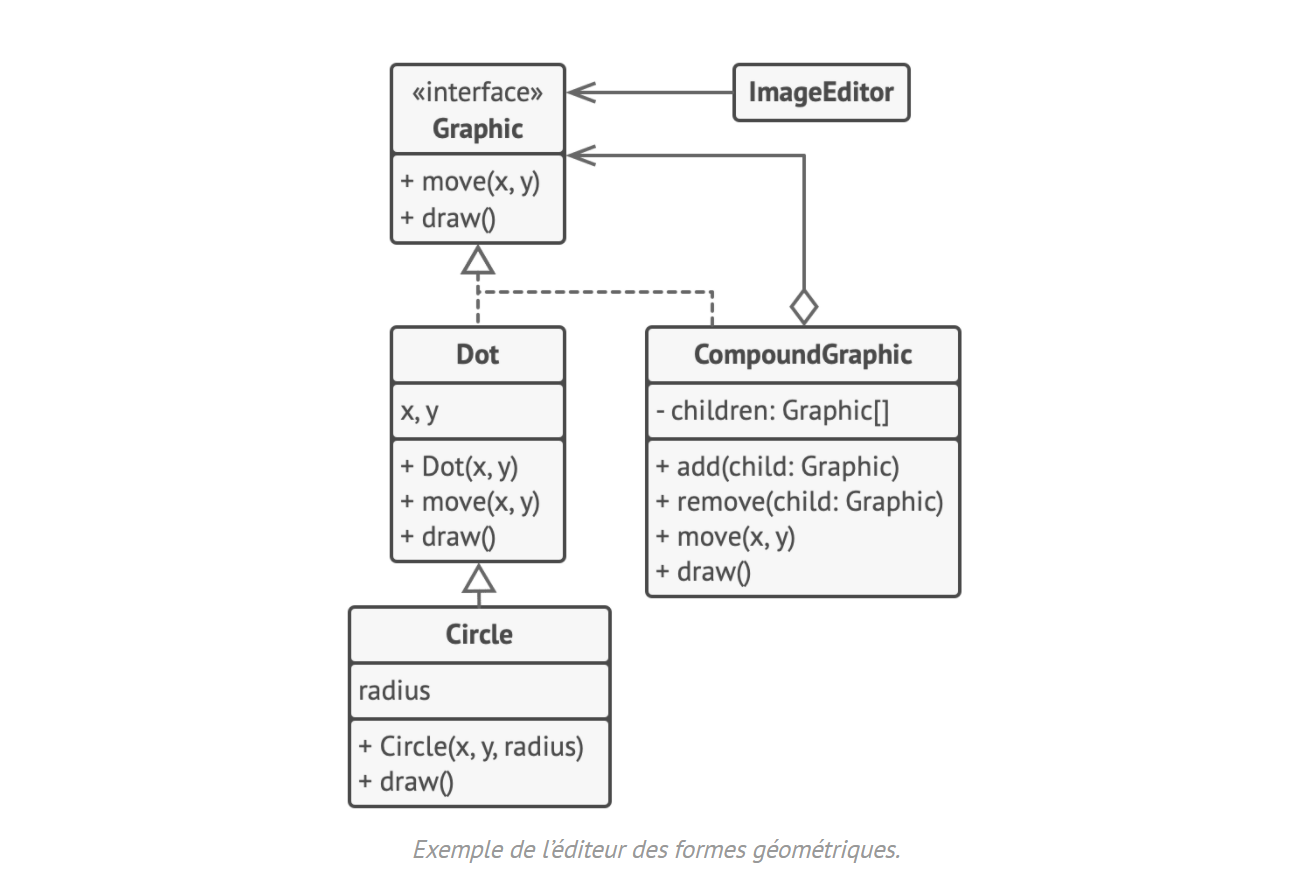 «interface»
Graphic
+ move(x, y)
+ draw()
ImageEditor
Dot
x, y
+ Dot(x, y)
+ move(x, y)
+ draw()
CompoundGraphic
- children: Graphic[]
+ add(child: Graphic)
+ remove(child: Graphic)
+ move(x, y)
+ draw()
Circle
radius
+ Circle(x, y, radius)
+ draw()
Exemple de l’éditeur des formes géométriques.